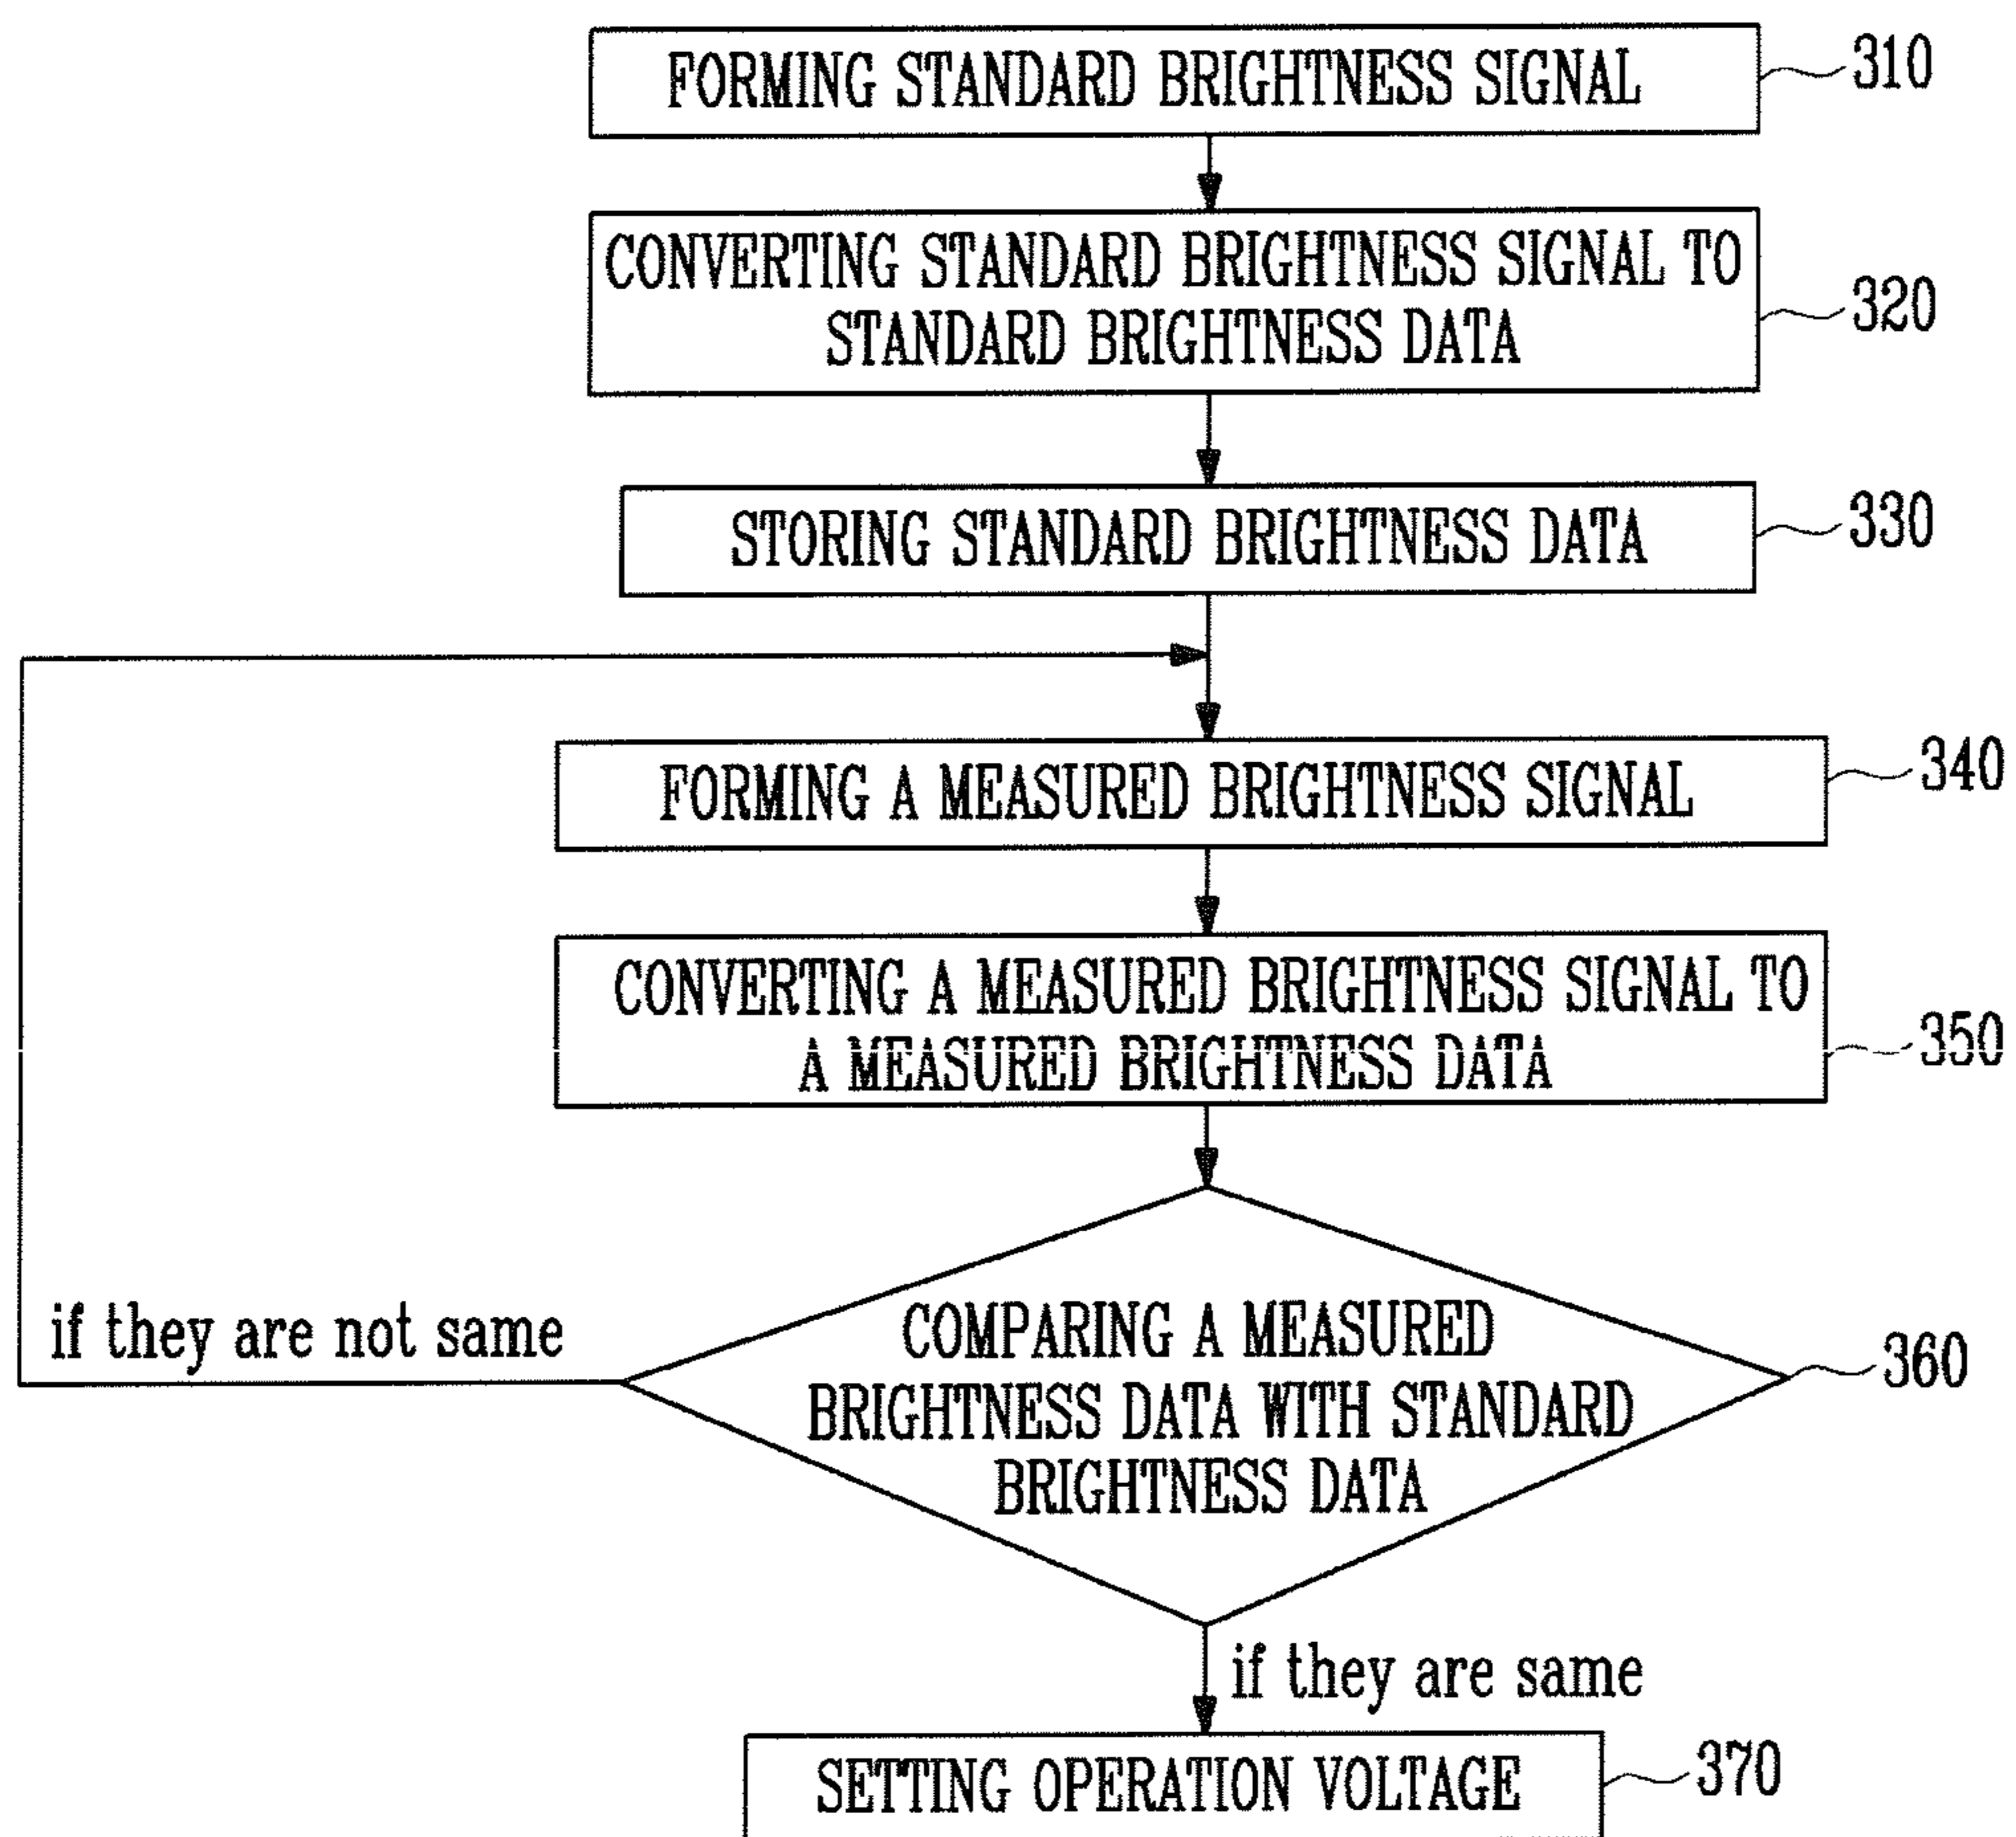 FORMING STANDARD BRIGHTNESS SIGNAL
310
CONVERTING STANDARD BRIGHTNESS SIGNAL TO
STANDARD BRIGHTNESS DATA
320
STORING STANDARD BRIGHTNESS DATA
330
FORMING A MEASURED BRIGHTNESS SIGNAL
340
CONVERTING A MEASURED BRIGHTNESS SIGNAL TO
A MEASURED BRIGHTNESS DATA
350
if they are not same
COMPARING A MEASURED
BRIGHTNESS DATA WITH STANDARD
BRIGHTNESS DATA
360
if they are same
SETTING OPERATION VOLTAGE
370